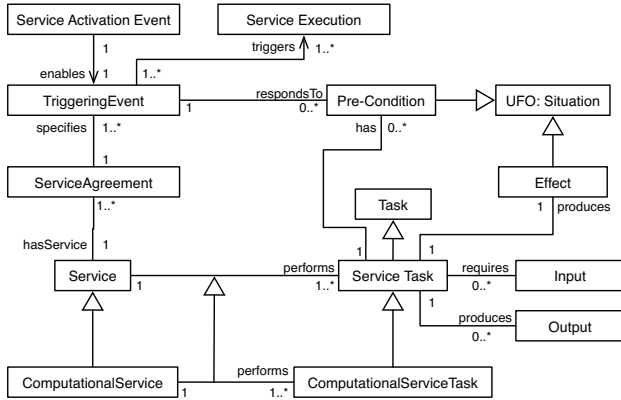 Service Activation Event
Service Execution
1
triggers
1..*
enables
1
1..*
TriggeringEvent
respondsTo
Pre-Condition
UFO: Situation
1
0..*
specifies
1..*
has
0..*
1
ServiceAgreement
Effect
1..*
Task
1
produces
hasService
1
1
1
Service
performs
Service Task
requires
Input
1
1..*
0..*
1
produces
Output
0..*
ComputationalService
performs
ComputationalServiceTask
1
1..*